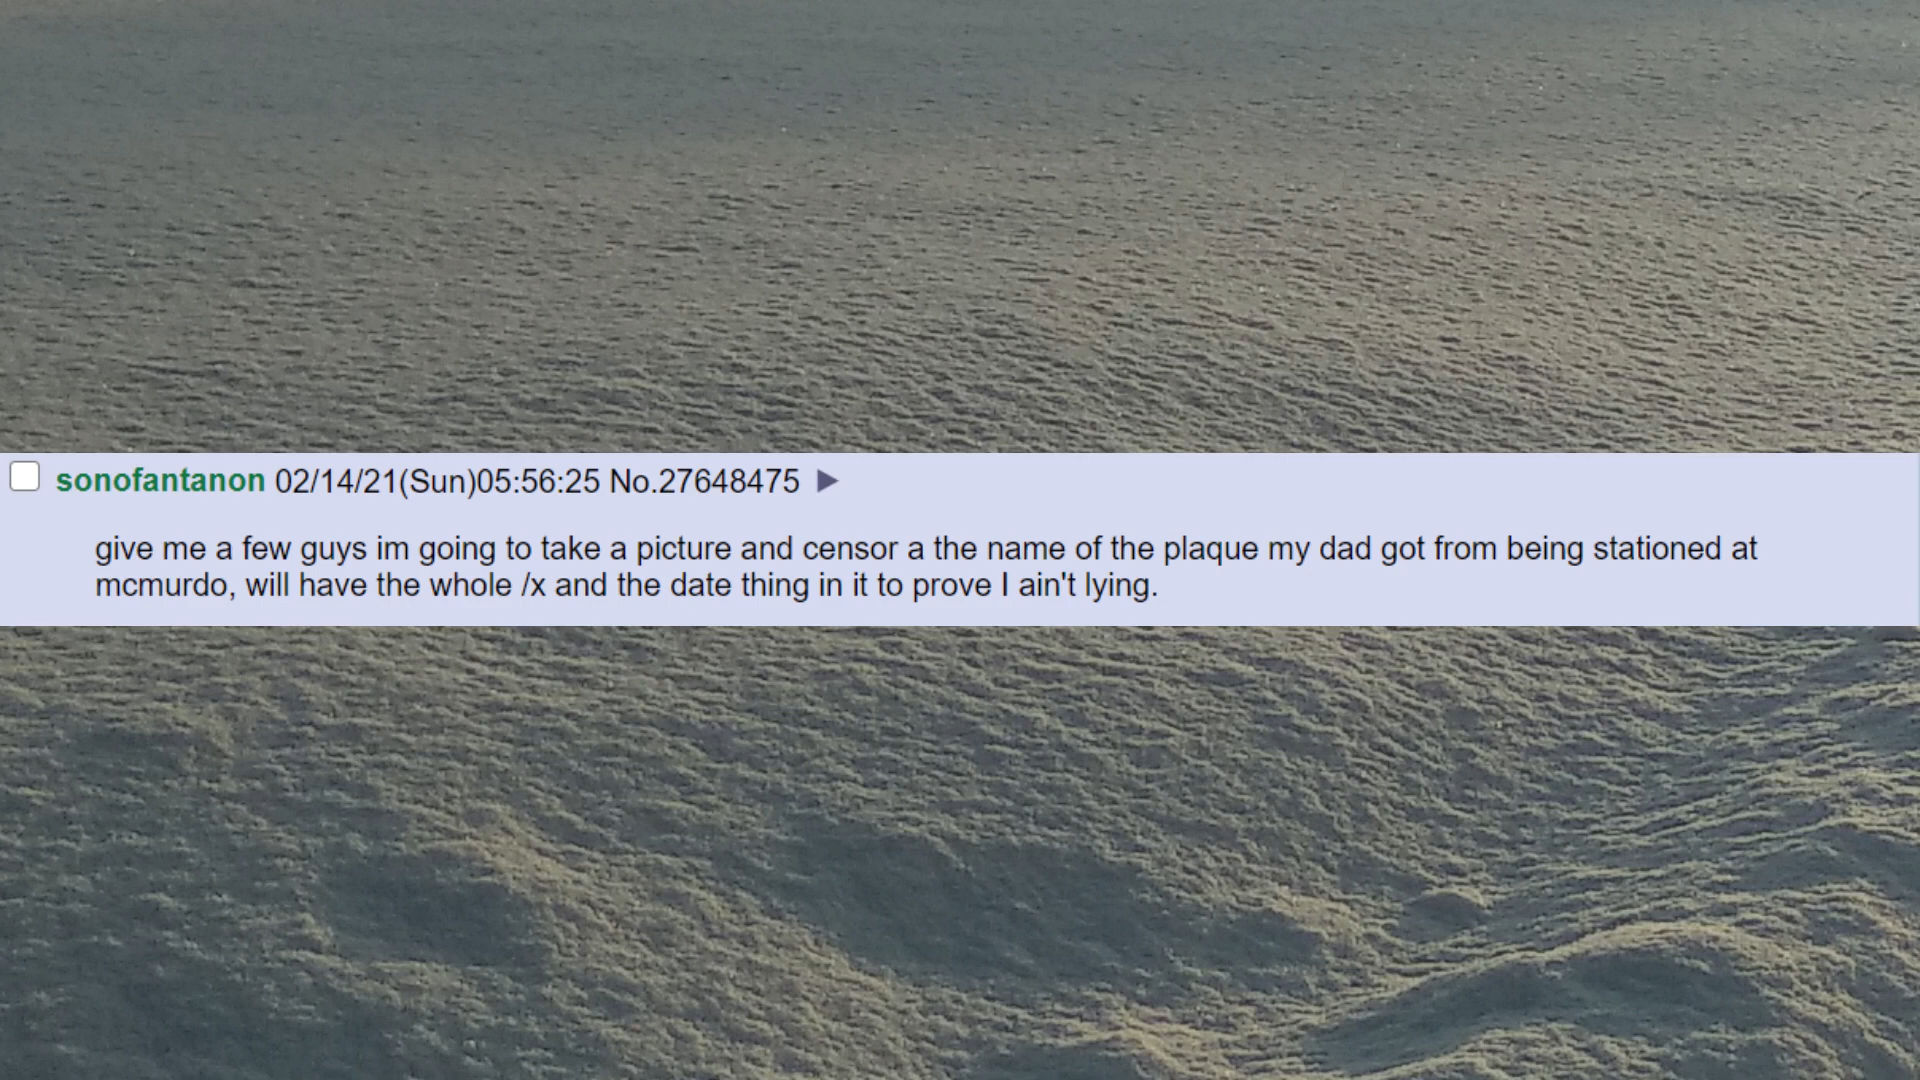 sonofantanon 02/14/21(Sun)05:56:25 No.27648475 ▶
give me a few guys im going to take a picture and censor a the name of the plaque my dad got from being stationed at
mcmurdo, will have the whole /x and the date thing in it to prove I ain't lying.